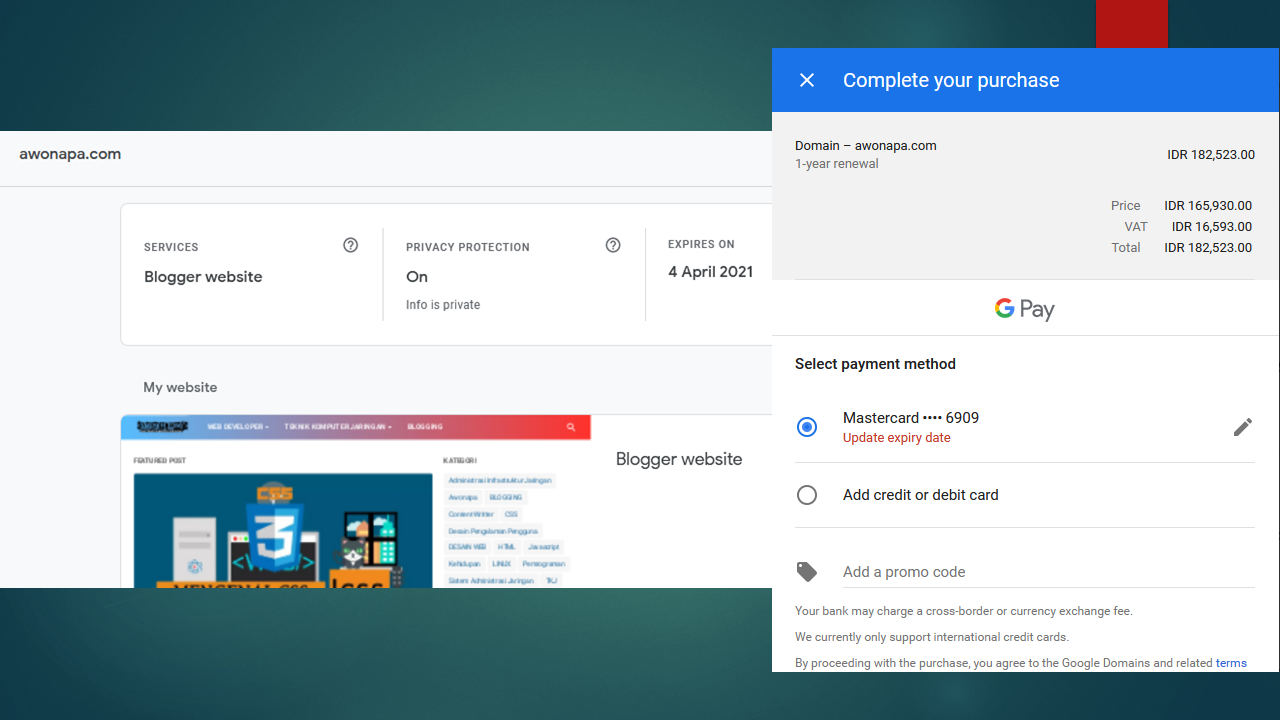 awonapa.com
SERVICES
Blogger website
PRIVACY PROTECTION
On
Info is private
EXPIRES ON
4 April 2021
My website
WEB DEVELOPER
TEKNIK KOMPUTER JARINGAN
BLOGGING
FEATURED POST
CSS
3
MENGENAL CSS
CSS
KATEGORI
Administrasi Infrastruktur Jaringan
Awonapa BLOGGING
Content Writer CSS
Desain Pengalaman Pengguna
DESAIN WEB HTML Javascript
Kehidupan LINUX Pemrograman
Sistem Administrasi Jaringan TKJ
Blogger website
Complete your purchase
Domain – awonapa.com
1-year renewal
IDR 182,523.00
Price IDR 165,930.00
VAT IDR 16,593.00
Total IDR 182,523.00
G Pay
Select payment method
Mastercard •••• 6909
Update expiry date
Add credit or debit card
Add a promo code
Your bank may charge a cross-border or currency exchange fee.
We currently only support international credit cards.
By proceeding with the purchase, you agree to the Google Domains and related terms